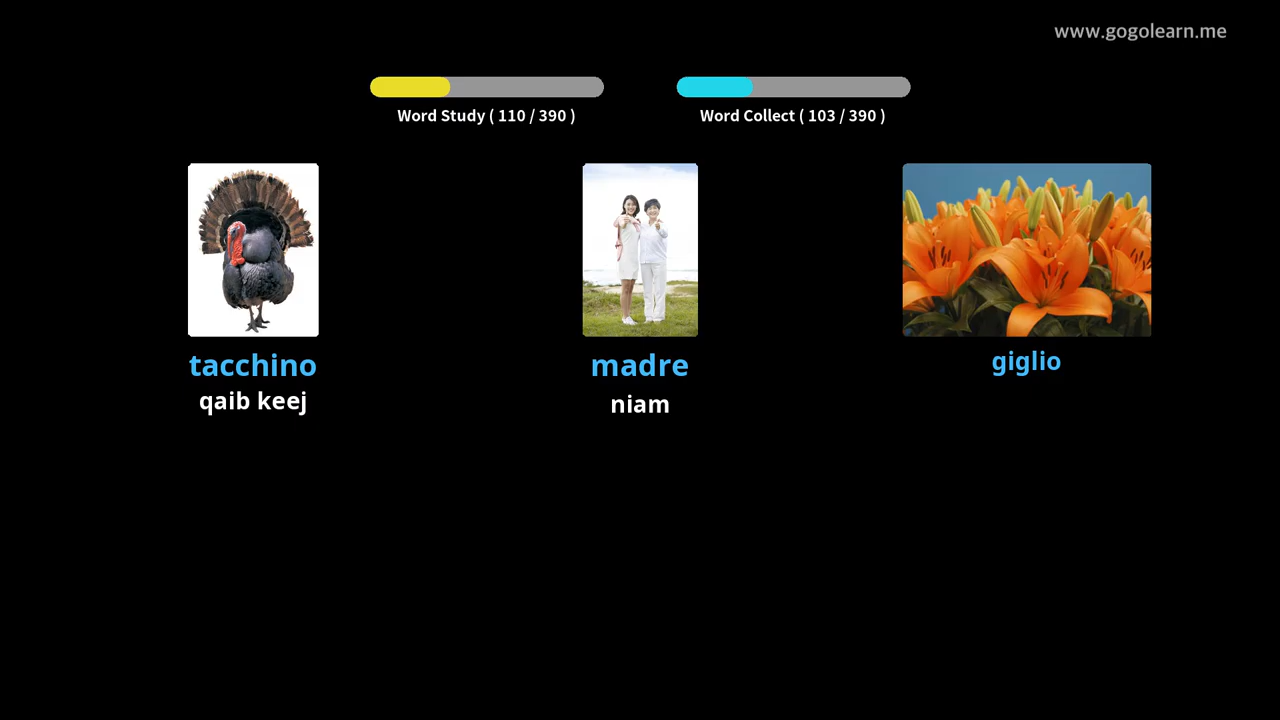 www.gogolearn.me
Word Study ( 110 / 390 )
Word Collect ( 103 / 390 )
tacchino
qaib keej
madre
niam
giglio